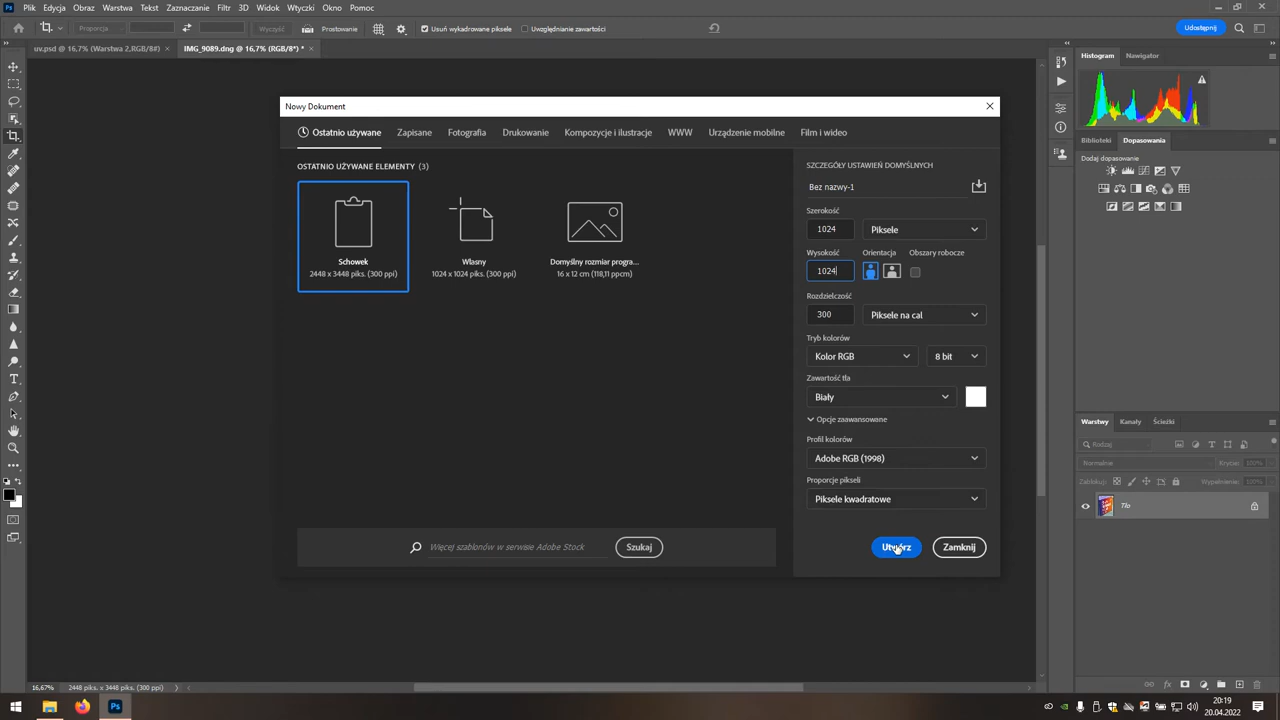 Ps Plik Edycja Obraz Warstwa Tekst Zaznaczanie Filtr 3D Widok Wtyczki Okno Pomoc
Proporcja Wyczyść Prostowanie Usuń wykadrowane piksele Uwzględnianie zawartości Udostępnij
uv.psd @ 16,7% (Warstwa 2,RGB/8#) × IMG_9089.dng @ 16,7% (RGB/8*) * ×
Histogram Nawigator
Nowy Dokument
Ostatnio używane Zapisane Fotografia Drukowanie Kompozycje i ilustracje WWW Urządzenie mobilne Film i wideo
Biblioteki Dopasowania
Dodaj dopasowanie
OSTATNIO UŻYWANE ELEMENTY (3)
Schowek
2448 x 3448 piks. (300 ppi)
Własny
1024 x 1024 piks. (300 ppi)
Domyślny rozmiar progra...
16 x 12 cm (118,11 ppcm)
SZCZEGÓŁY USTAWIEŃ DOMYŚLNYCH
Bez nazwy-1
Szerokość
1024 Piksele
Wysokość Orientacja Obszary robocze
1024
Rozdzielczość
300 Piksele na cal
Tryb kolorów
Kolor RGB 8 bit
Zawartość tła
Biały
Opcje zaawansowane
Profil kolorów
Adobe RGB (1998)
Proporcje pikseli
Piksele kwadratowe
Więcej szablonów w serwisie Adobe Stock Szukaj
Utwórz Zamknij
Warstwy Kanały Ścieżki
Rodzaj
Normalne Krycie: 100%
Zablokuj: Wypełnienie: 100%
Tło
16,67% 2448 piks. x 3448 piks. (300 ppi)
Ps
20:19
20.04.2022